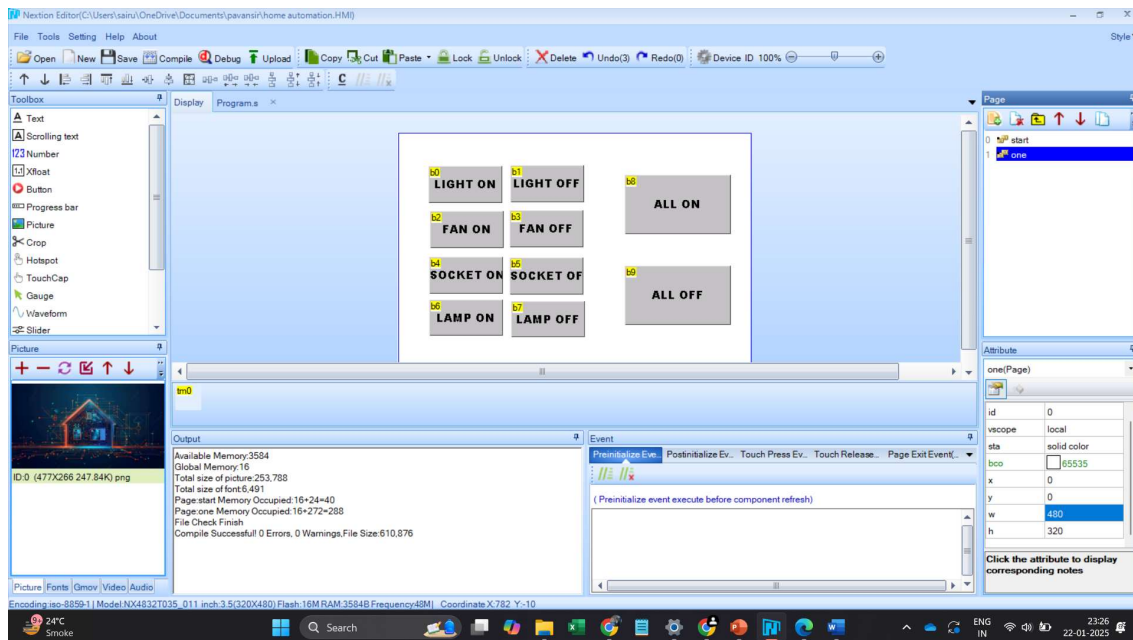 Nextion Editor(C:\Users\sairu\OneDrive\Documents\pavansir\home automation.HMI)
File Tools Setting Help About
Style
Open New Save Compile Debug Upload Copy Cut Paste Lock Unlock Delete Undo(3) Redo(0) Device ID 100%
Toolbox
A Text
A Scrolling text
123 Number
1.1 Xfloat
Button
Progress bar
Picture
Crop
Hotspot
TouchCap
Gauge
Waveform
Slider
Picture
ID:0 (477X266 247.84K) png
Picture Fonts Gmov Video Audio
Display Program.s
b0 LIGHT ON
b1 LIGHT OFF
b2 FAN ON
b3 FAN OFF
b4 SOCKET ON
b5 SOCKET OF
b6 LAMP ON
b7 LAMP OFF
b8 ALL ON
b9 ALL OFF
tm0
Output
Available Memory:3584
Global Memory:16
Total size of picture:253,788
Total size of font:6,491
Page:start Memory Occupied:16+24=40
Page:one Memory Occupied:16+272=288
File Check Finish
Compile Successful! 0 Errors, 0 Warnings,File Size:610,876
Event
Preinitialize Eve... Postinitialize Ev... Touch Press Ev... Touch Release... Page Exit Event(...
( Preinitialize event execute before component refresh)
Page
0 start
1 one
Attribute
one(Page)
id 0
vscope local
sta solid color
bco 65535
x 0
y 0
w 480
h 320
Click the attribute to display
corresponding notes
Encoding:iso-8859-1 Model:NX4832T035_011 inch:3.5(320X480) Flash:16M RAM:3584B Frequency:48M Coordinate X:782 Y:-10
24°C
Smoke
Search
ENG
IN
23:26
22-01-2025